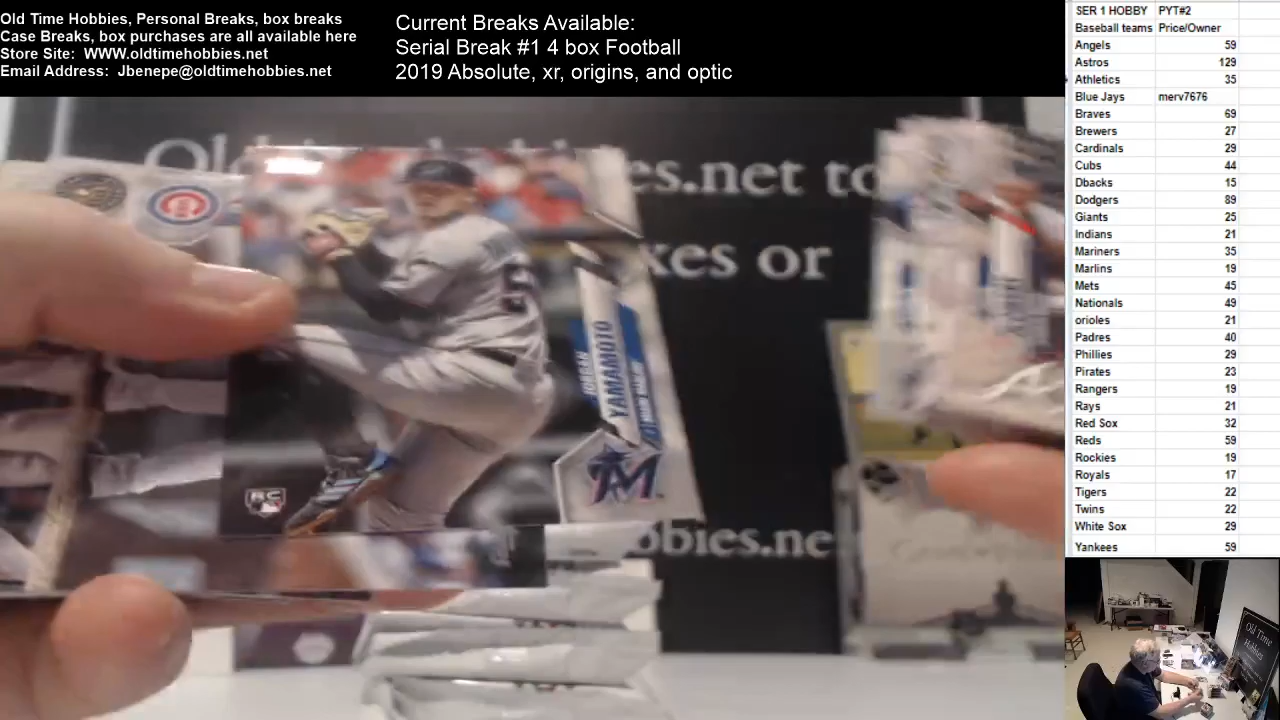 Old Time Hobbies, Personal Breaks, box breaks
Case Breaks, box purchases are all available here
Store Site:  WWW.oldtimehobbies.net
Email Address:  Jbenepe@oldtimehobbies.net
Current Breaks Available:
Serial Break #1 4 box Football
2019 Absolute, xr, origins, and optic
SER 1 HOBBY PYT#2
Baseball teams Price/Owner
Angels 59
Astros 129
Athletics 35
Blue Jays merv7676
Braves 69
Brewers 27
Cardinals 29
Cubs 44
Dbacks 15
Dodgers 89
Giants 25
Indians 21
Mariners 35
Marlins 19
Mets 45
Nationals 49
orioles 21
Padres 40
Phillies 29
Pirates 23
Rangers 19
Rays 21
Red Sox 32
Reds 59
Rockies 19
Royals 17
Tigers 22
Twins 22
White Sox 29
Yankees 59
es.net to
xes or
obbies.ne
YAMAMOTO
M
RC
Old Time
Hobbies